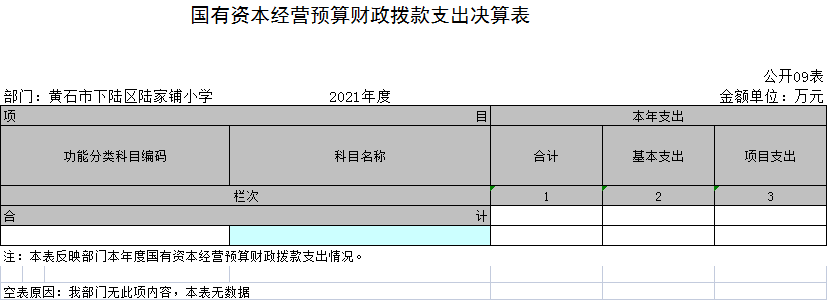 国有资本经营预算财政拨款支出决算表
公开09表
部门：黄石市下陆区陆家铺小学 2021年度 金额单位：万元
项 目 本年支出
功能分类科目编码 科目名称 合计 基本支出 项目支出
栏次 1 2 3
合 计
注：本表反映部门本年度国有资本经营预算财政拨款支出情况。
空表原因：我部门无此项内容，本表无数据